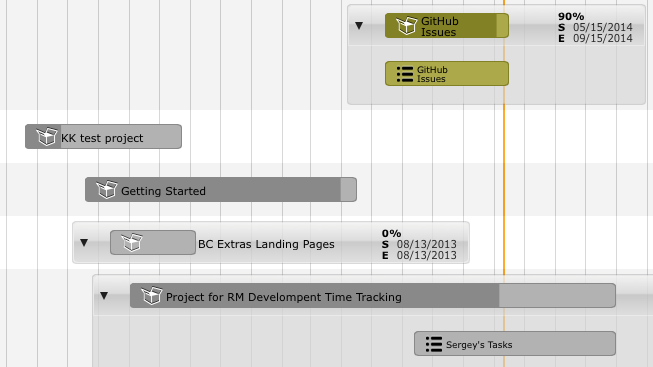 GitHub
Issues
90%
S 05/15/2014
E 09/15/2014
GitHub
Issues
KK test project
Getting Started
BC Extras Landing Pages
0%
S 08/13/2013
E 08/13/2013
Project for RM Develompent Time Tracking
Sergey's Tasks